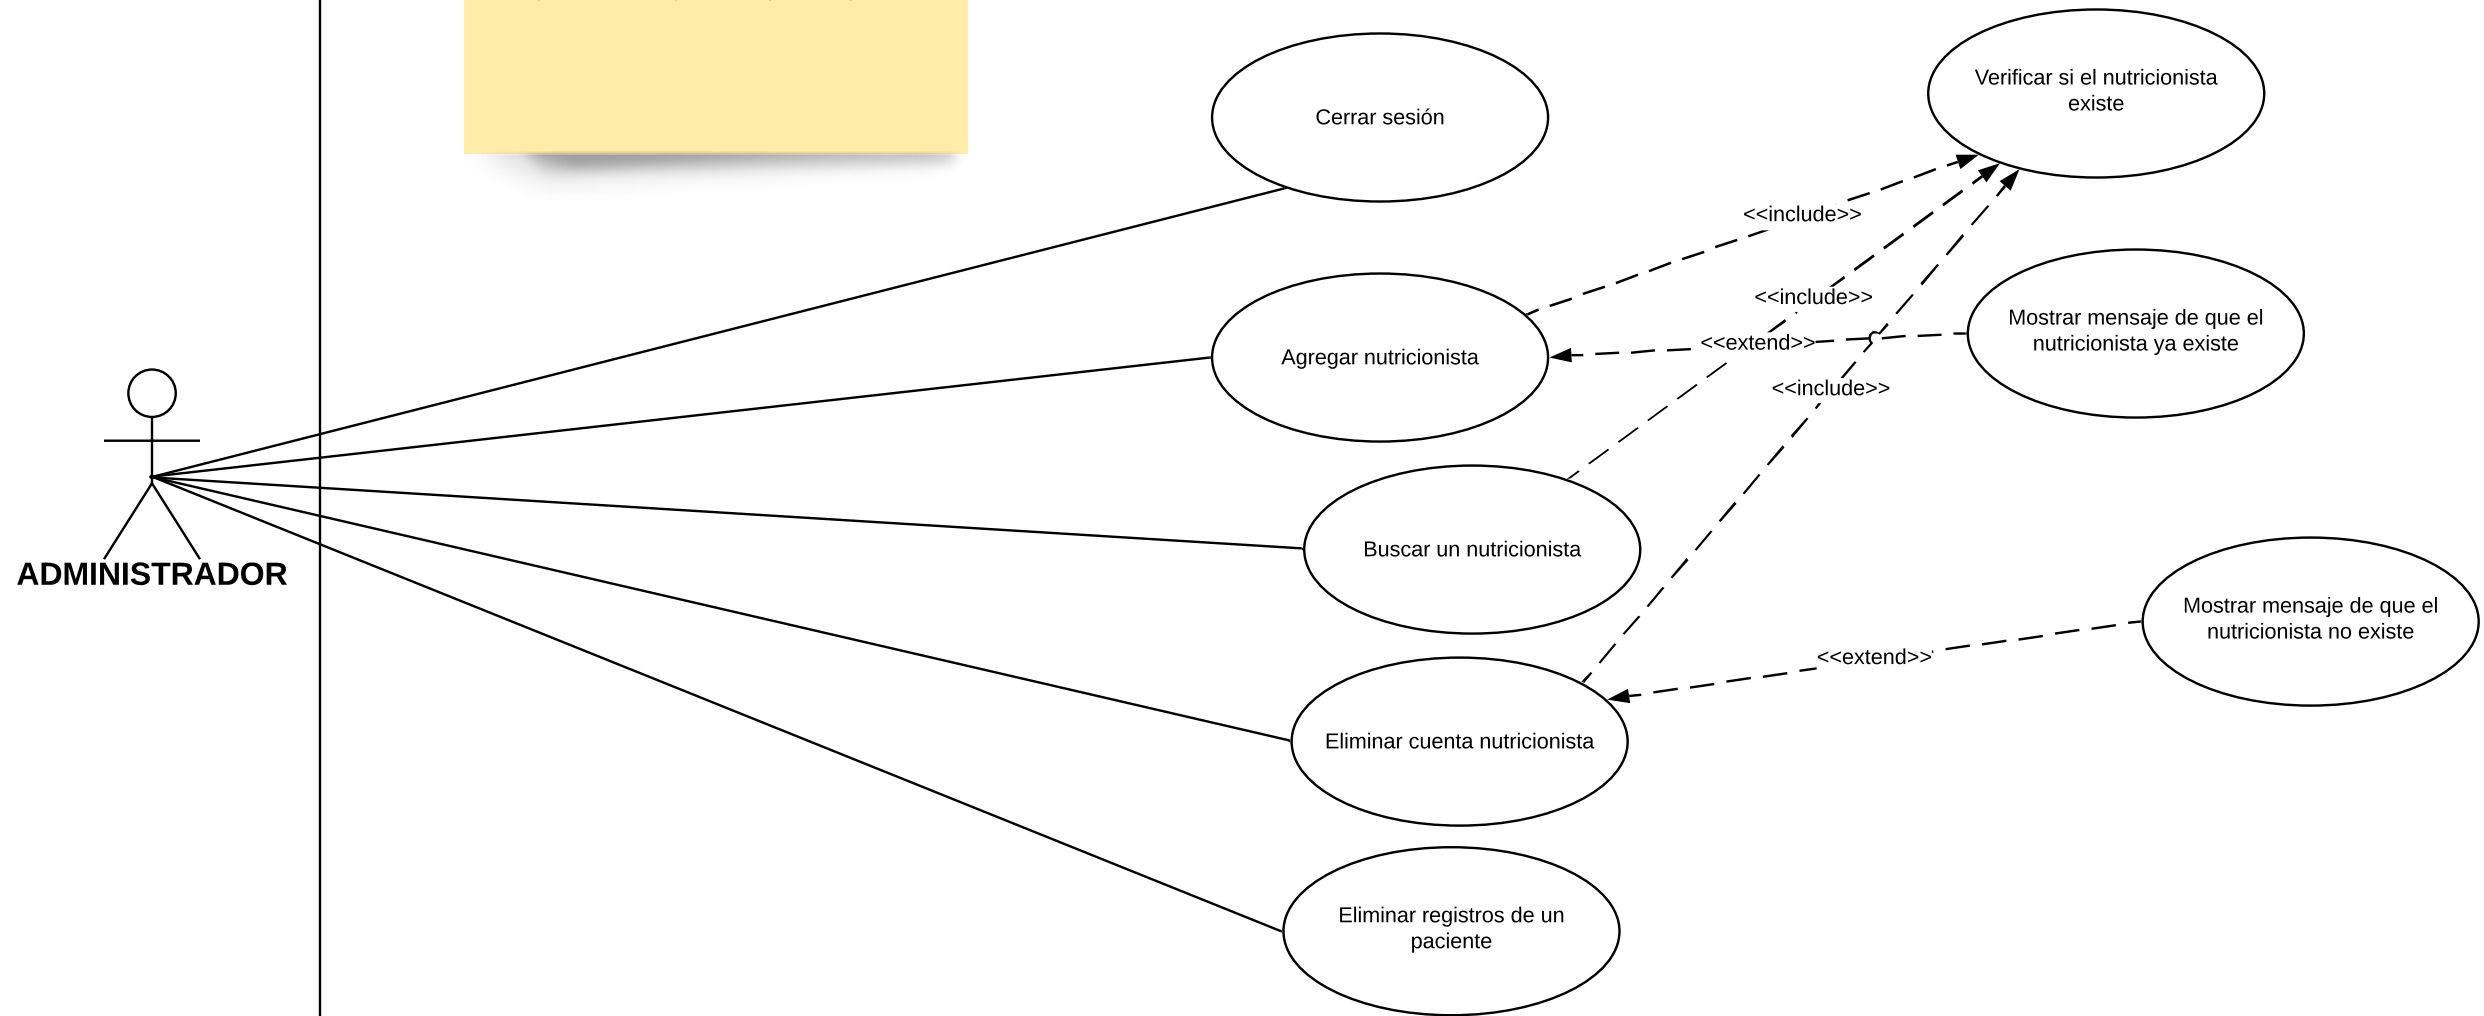 Verificar si el nutricionista
existe
Cerrar sesión
<<include>>
<<include>>
Mostrar mensaje de que el
nutricionista ya existe
<<extend>>
Agregar nutricionista
<<include>>
Buscar un nutricionista
ADMINISTRADOR
Mostrar mensaje de que el
nutricionista no existe
<<extend>>
Eliminar cuenta nutricionista
Eliminar registros de un
paciente